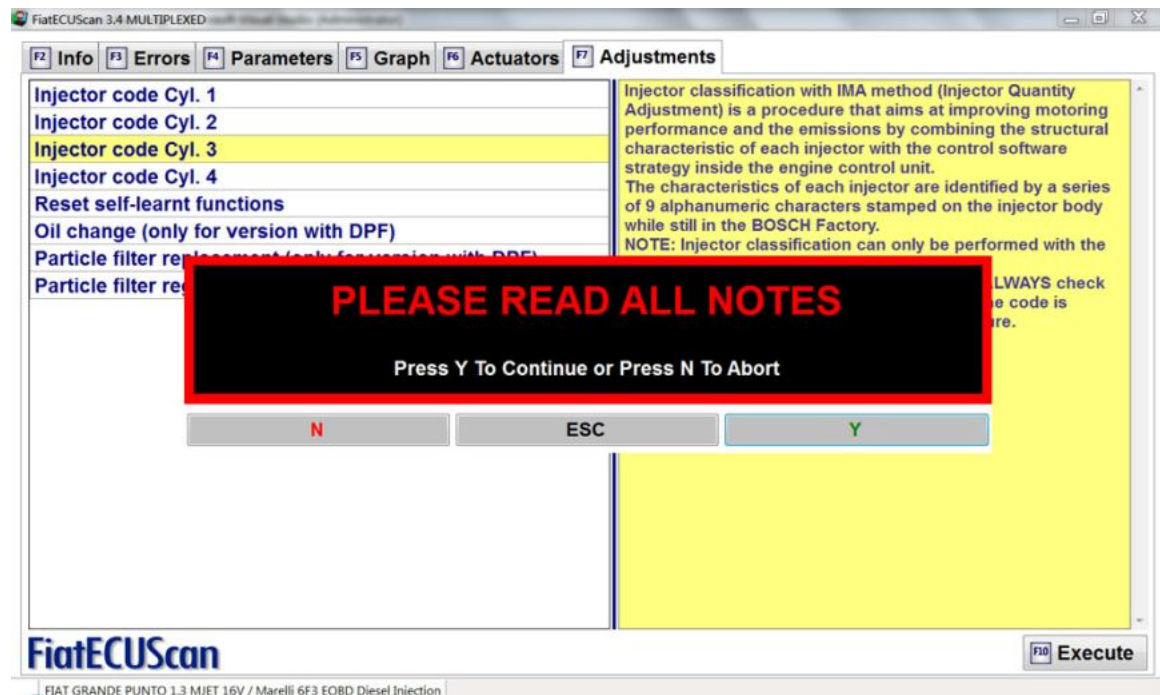 FiatECUScan 3.4 MULTIPLEXED
F2 Info F3 Errors F4 Parameters F5 Graph F6 Actuators F7 Adjustments
Injector code Cyl. 1
Injector code Cyl. 2
Injector code Cyl. 3
Injector code Cyl. 4
Reset self-learnt functions
Oil change (only for version with DPF)
Particle filter
Particle filter
Injector classification with IMA method (Injector Quantity
Adjustment) is a procedure that aims at improving motoring
performance and the emissions by combining the structural
characteristic of each injector with the control software
strategy inside the engine control unit.
The characteristics of each injector are identified by a series
of 9 alphanumeric characters stamped on the injector body
while still in the BOSCH Factory.
NOTE: Injector classification can only be performed with the
check
code is
PLEASE READ ALL NOTES
Press Y To Continue or Press N To Abort
N ESC Y
FiatECUScan
F10 Execute
FIAT GRANDE PUNTO 1.3 MJET 16V / Marelli 6F3 EOBD Diesel Injection